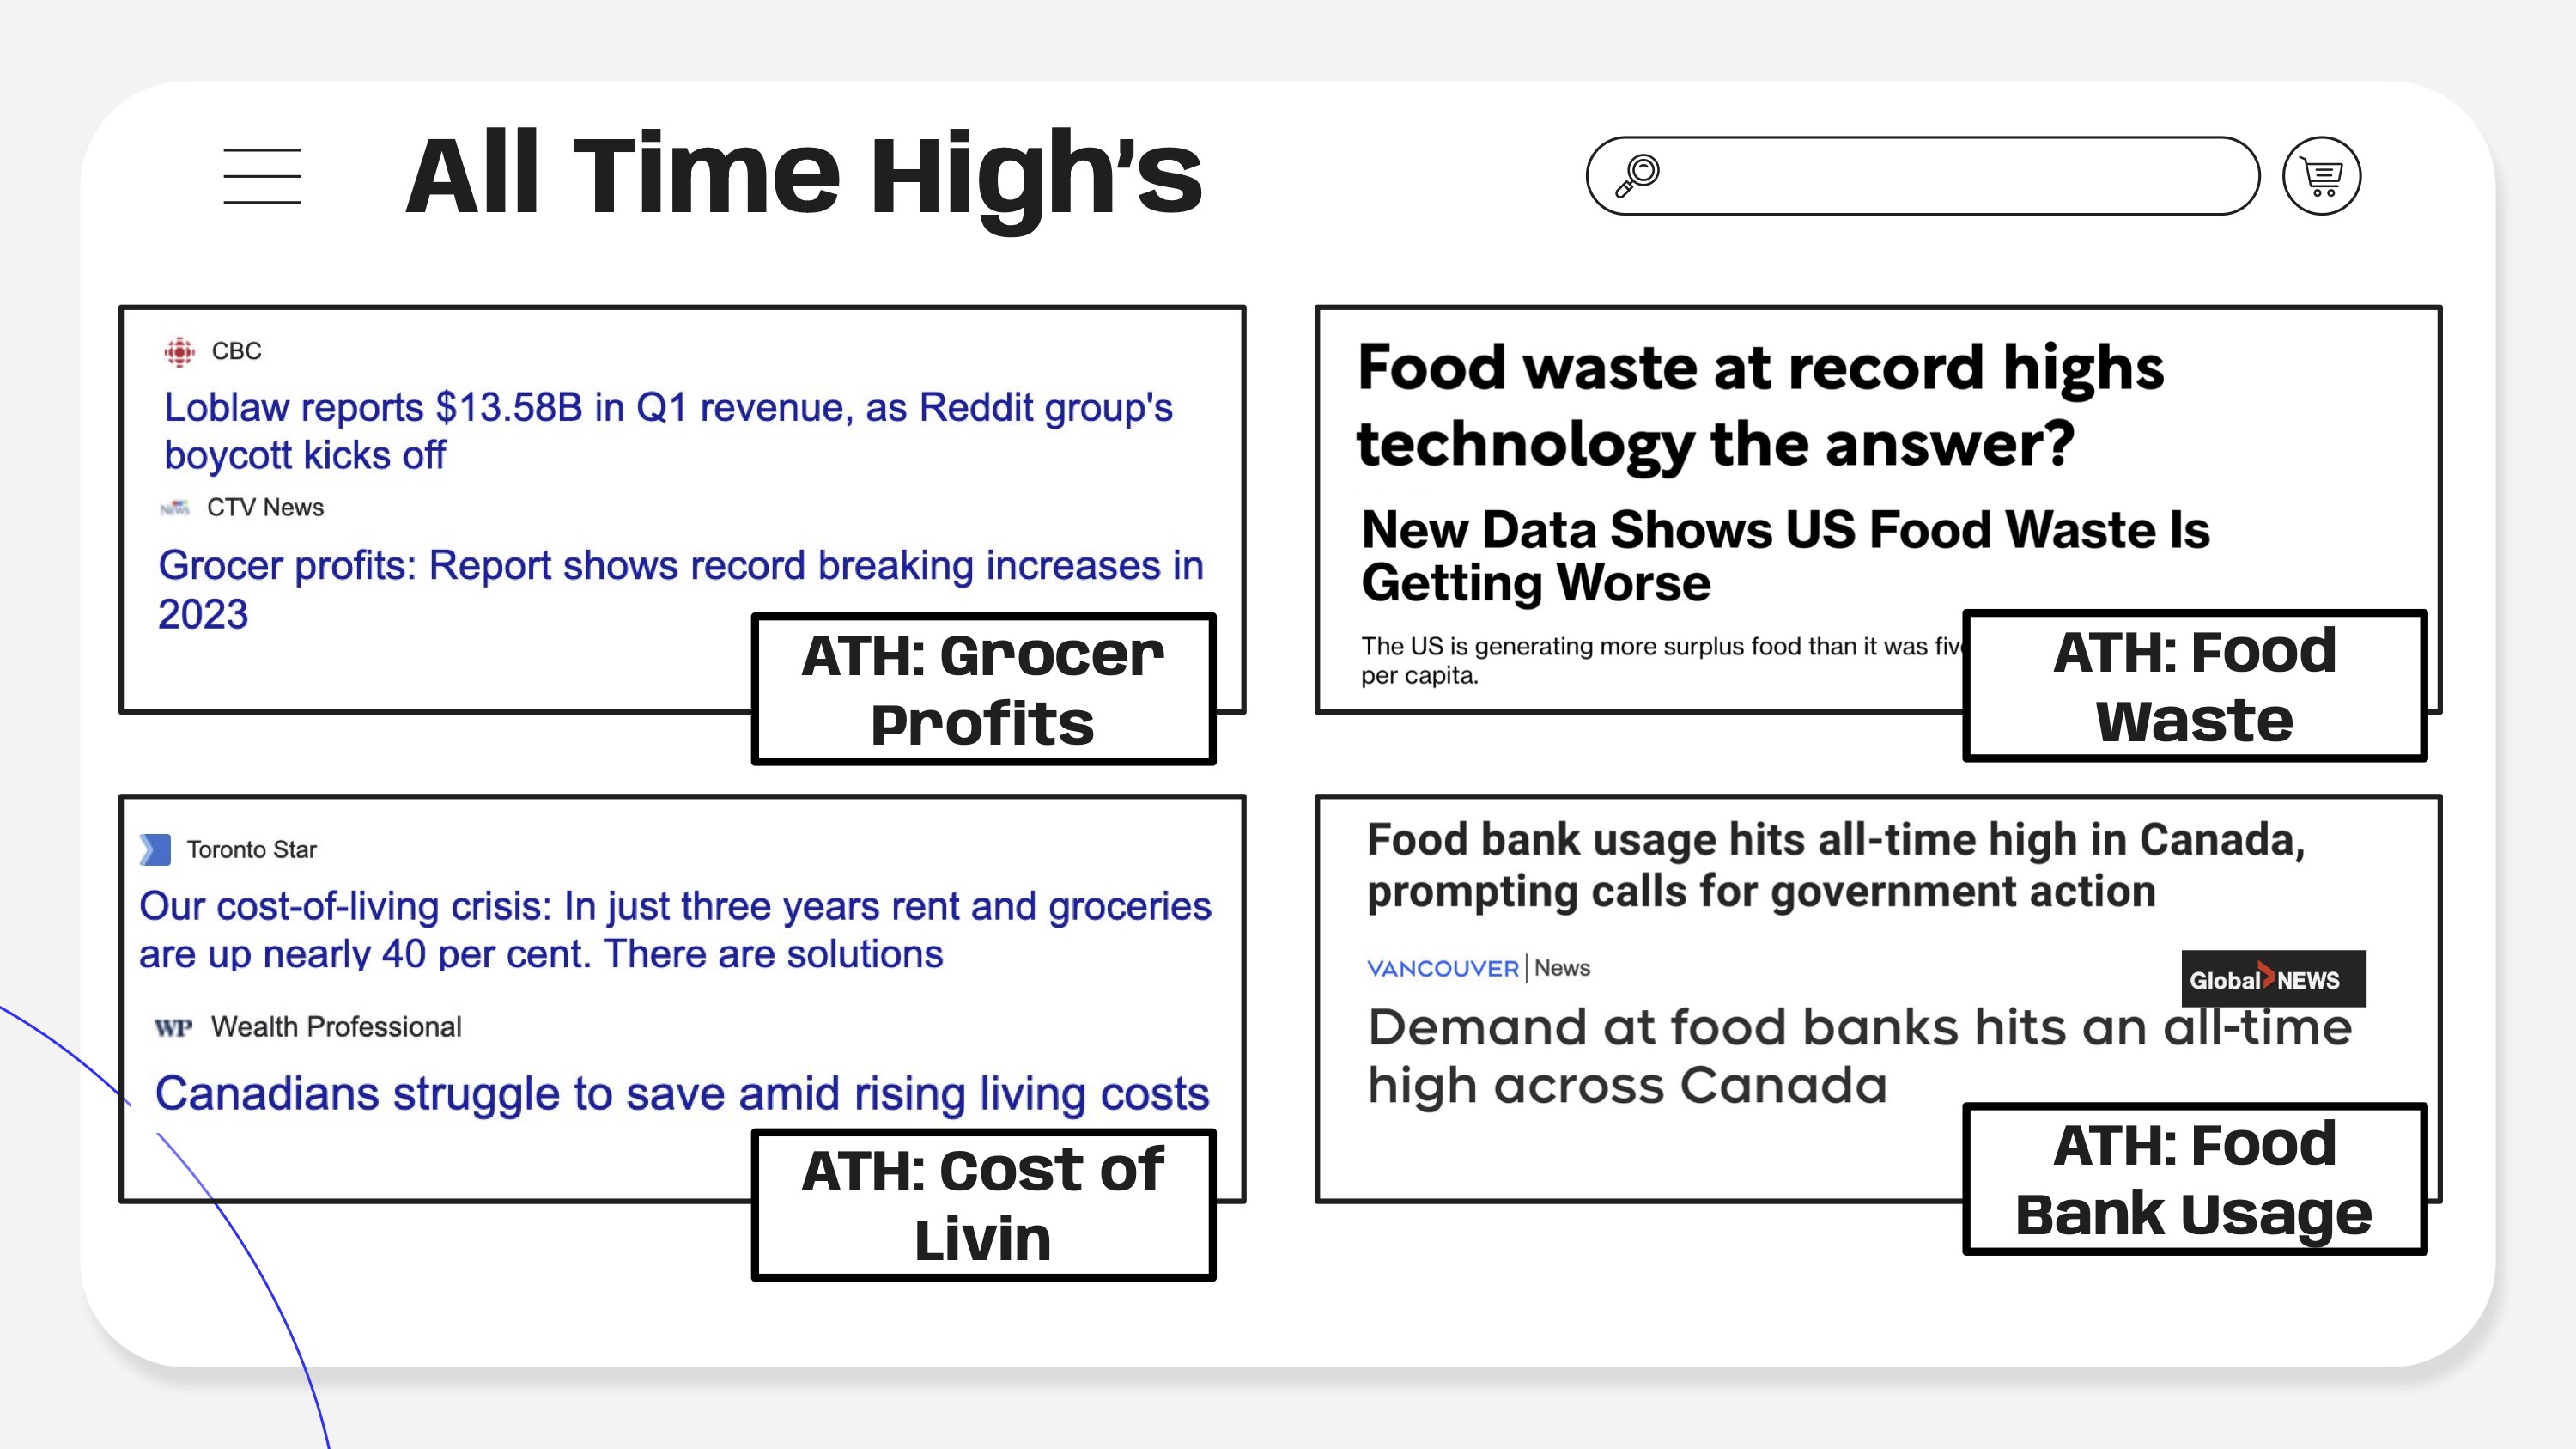 All Time High's
CBC
Loblaw reports $13.58B in Q1 revenue, as Reddit group's
boycott kicks off
NEWS CTV News
Grocer profits: Report shows record breaking increases in
2023
ATH: Grocer
Profits
Food waste at record highs
technology the answer?
New Data Shows US Food Waste Is
Getting Worse
The US is generating more surplus food than it was
per capita.
ATH: Food
Waste
Toronto Star
Our cost-of-living crisis: In just three years rent and groceries
are up nearly 40 per cent. There are solutions
WP Wealth Professional
Canadians struggle to save amid rising living costs
ATH: Cost of
Livin
Food bank usage hits all-time high in Canada,
prompting calls for government action
VANCOUVER | News
Global NEWS
Demand at food banks hits an all-time
high across Canada
ATH: Food
Bank Usage